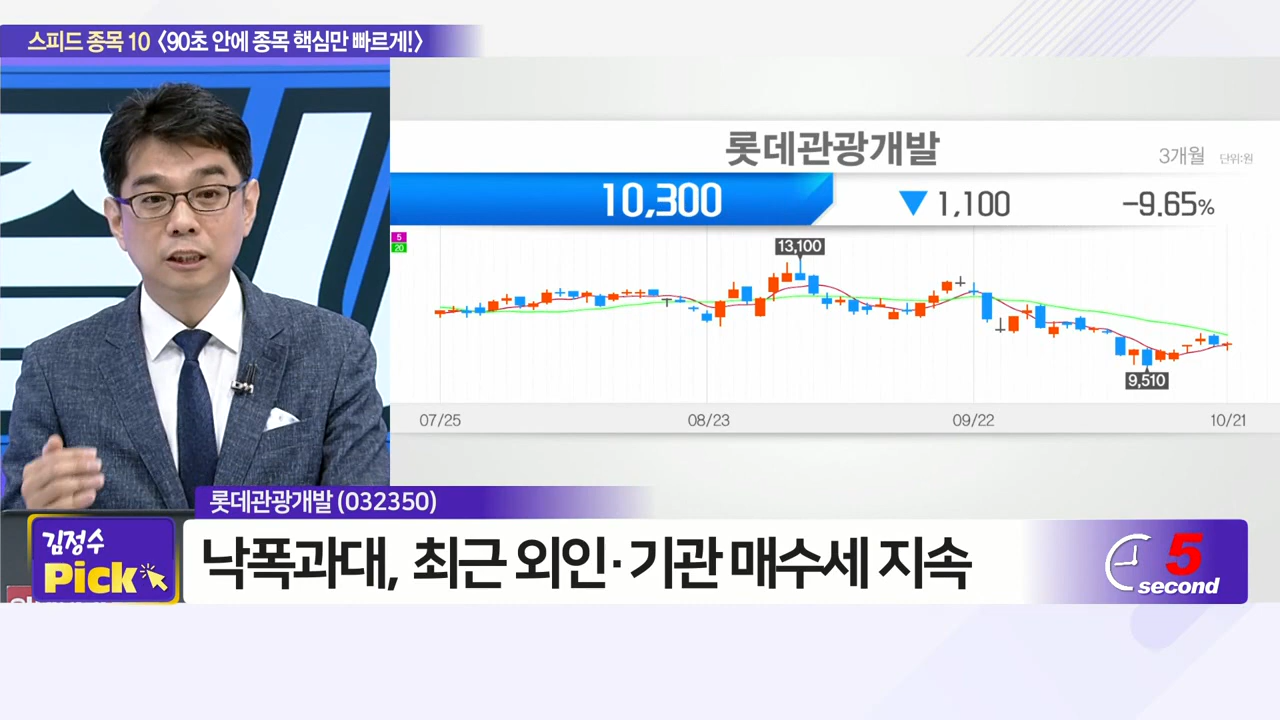 스피드 종목 10 〈90초 안에 종목 핵심만 빠르게!〉
롯데관광개발
3개월 단위:원
10,300 ▼ 1,100 -9.65%
5
20
13,100
9,510
07/25 08/23 09/22 10/21
롯데관광개발 (032350)
김정수
Pick
낙폭과대, 최근 외인·기관 매수세 지속
5
second